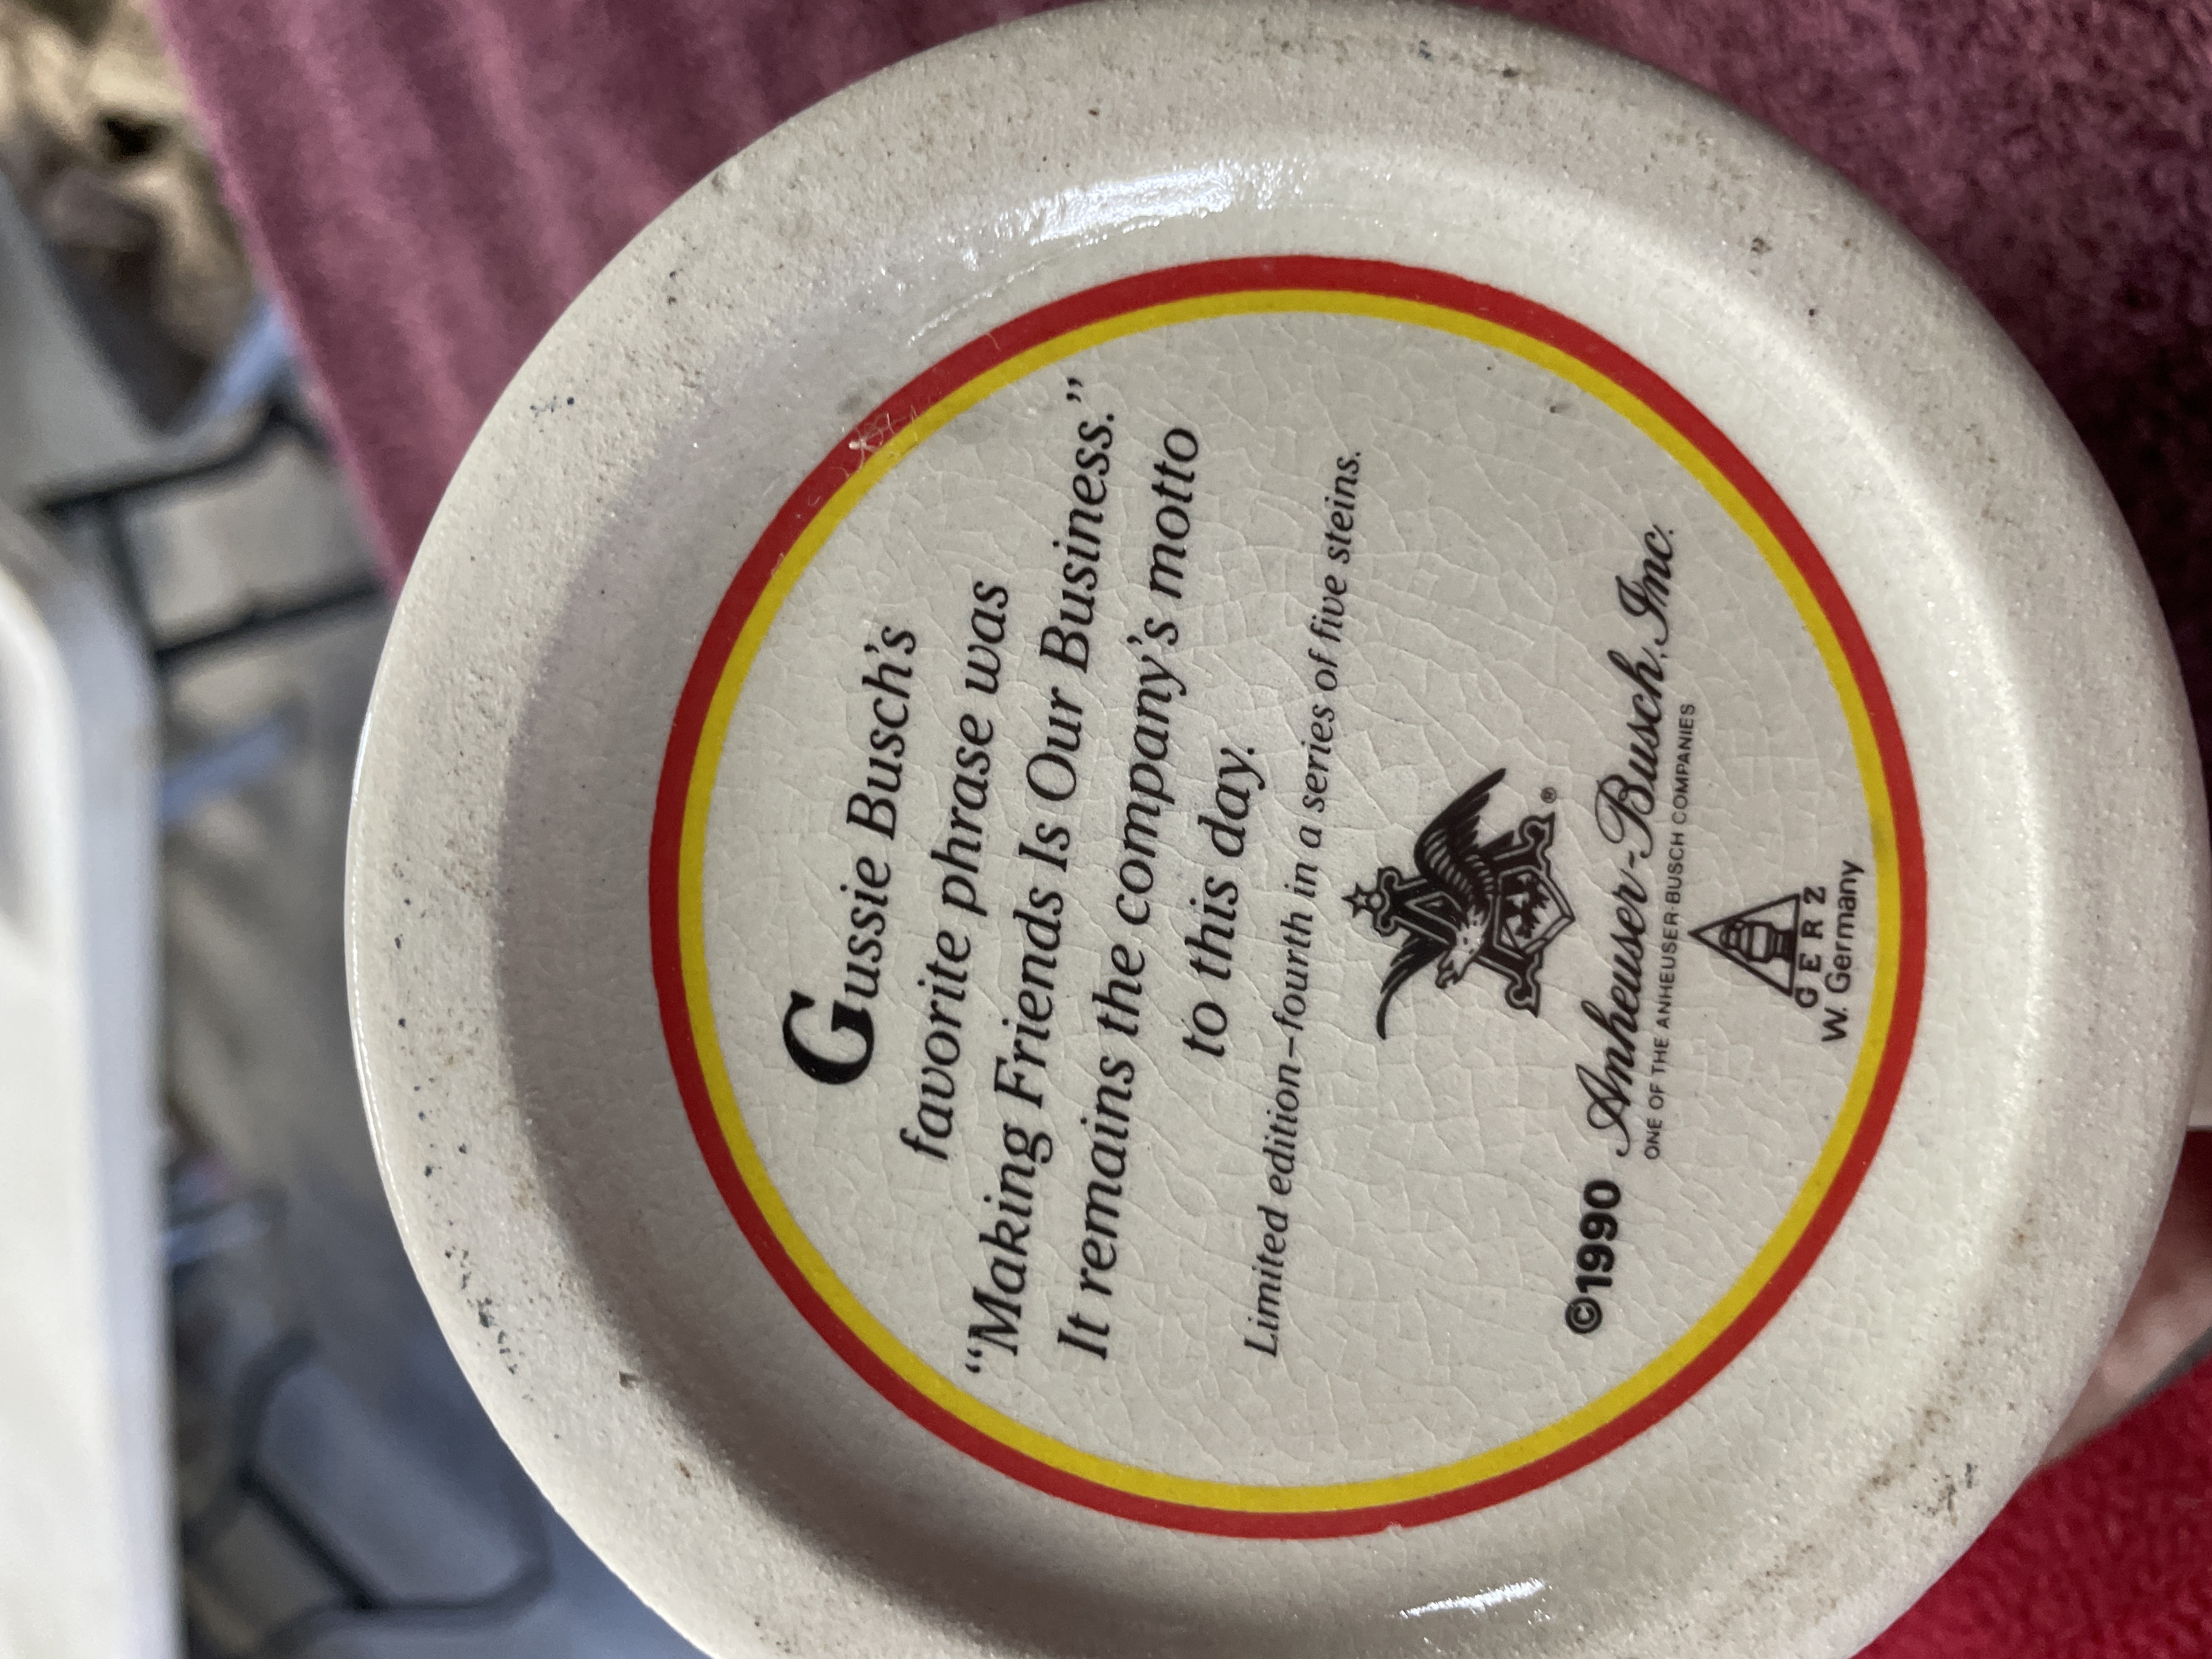 Gussie Busch's
favorite phrase was
“Making Friends Is Our Business.”
It remains the company's motto
to this day.
Limited edition–fourth in a series of five steins.
®
©1990 Anheuser-Busch, Inc.
ONE OF THE ANHEUSER-BUSCH COMPANIES
GERZ
W. Germany